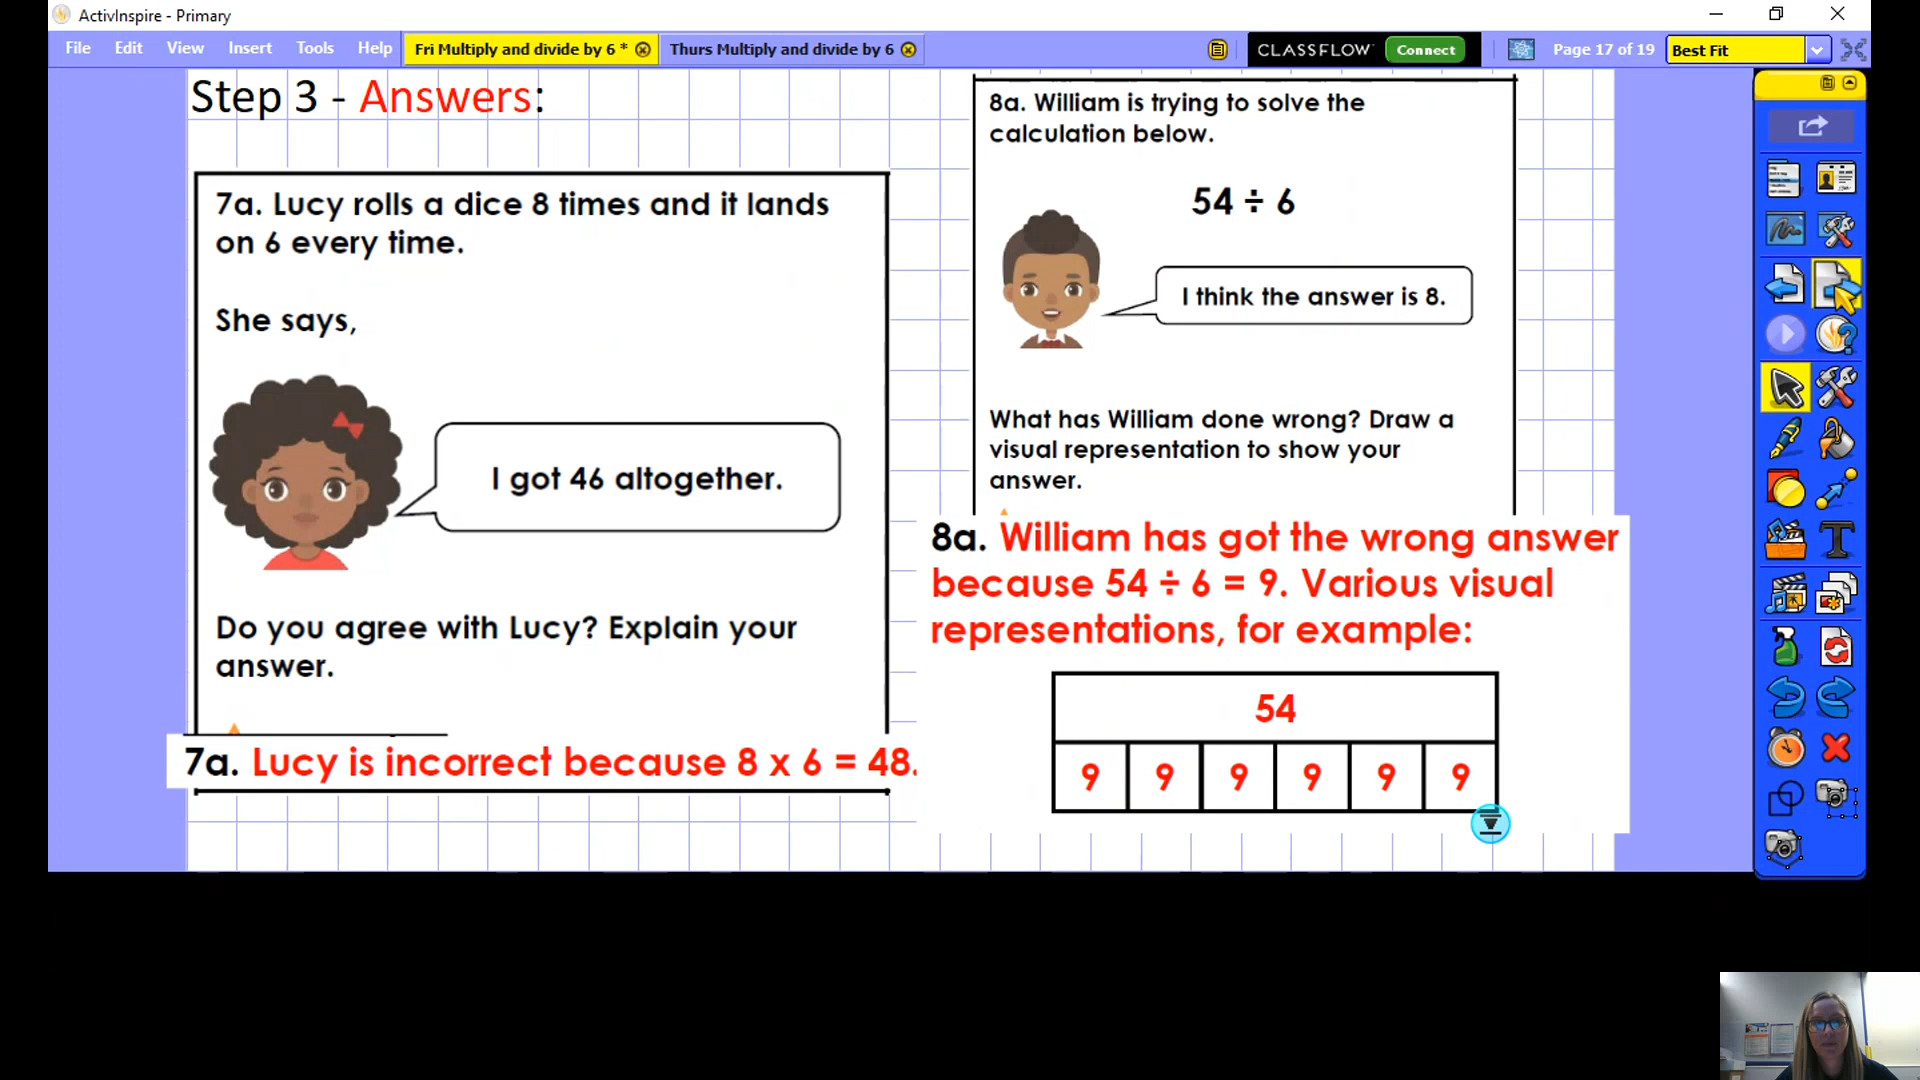 ActivInspire - Primary
File Edit View Insert Tools Help
Fri Multiply and divide by 6 *
Thurs Multiply and divide by 6
CLASSFLOW
Connect
Page 17 of 19
Best Fit
Step 3 - Answers:
7a. Lucy rolls a dice 8 times and it lands
on 6 every time.
She says,
I got 46 altogether.
Do you agree with Lucy? Explain your
answer.
7a. Lucy is incorrect because 8 x 6 = 48.
8a. William is trying to solve the
calculation below.
54 ÷ 6
I think the answer is 8.
What has William done wrong? Draw a
visual representation to show your
answer.
8a. William has got the wrong answer
because 54 ÷ 6 = 9. Various visual
representations, for example:
54
9 9 9 9 9 9